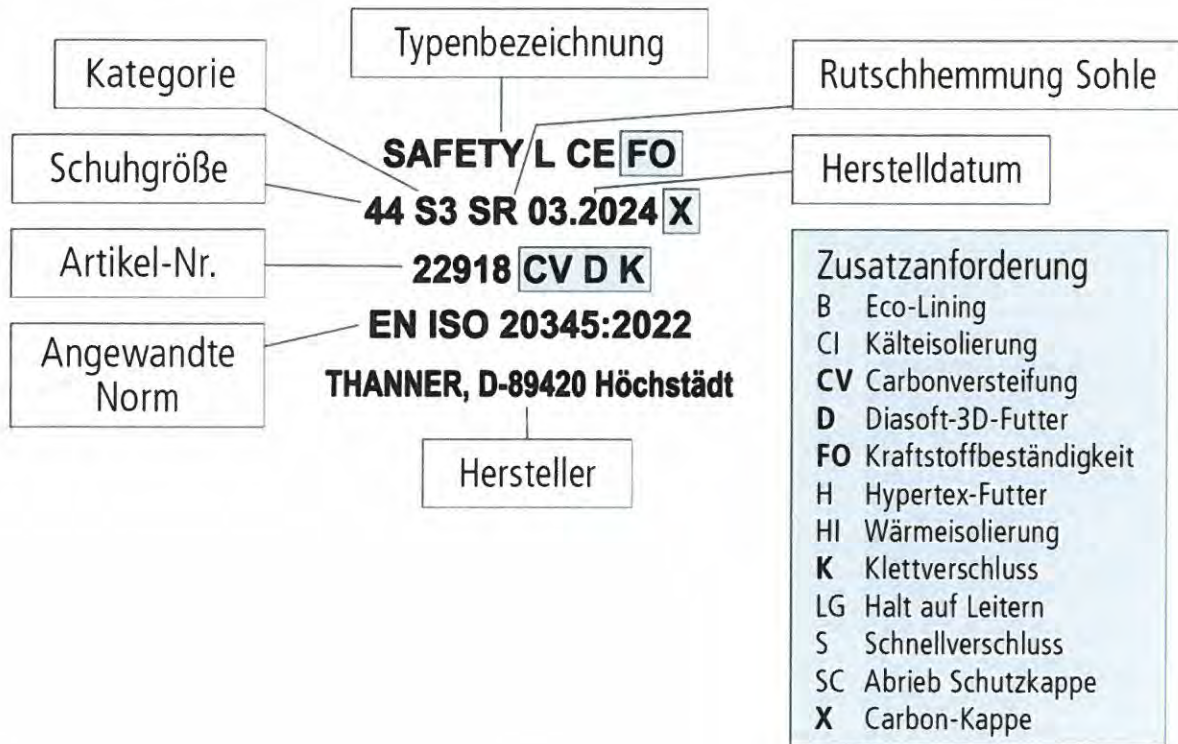 Typenbezeichnung
Kategorie
Rutschhemmung Sohle
Schuhgröße
Herstelldatum
Artikel-Nr.
Angewandte
Norm
SAFETY L CE FO
44 S3 SR 03.2024 X
22918 CV D K
EN ISO 20345:2022
THANNER, D-89420 Höchstädt
Hersteller
Zusatzanforderung
B Eco-Lining
CI Kälteisolierung
CV Carbonversteifung
D Diasoft-3D-Futter
FO Kraftstoffbeständigkeit
H Hypertex-Futter
HI Wärmeisolierung
K Klettverschluss
LG Halt auf Leitern
S Schnellverschluss
SC Abrieb Schutzkappe
X Carbon-Kappe